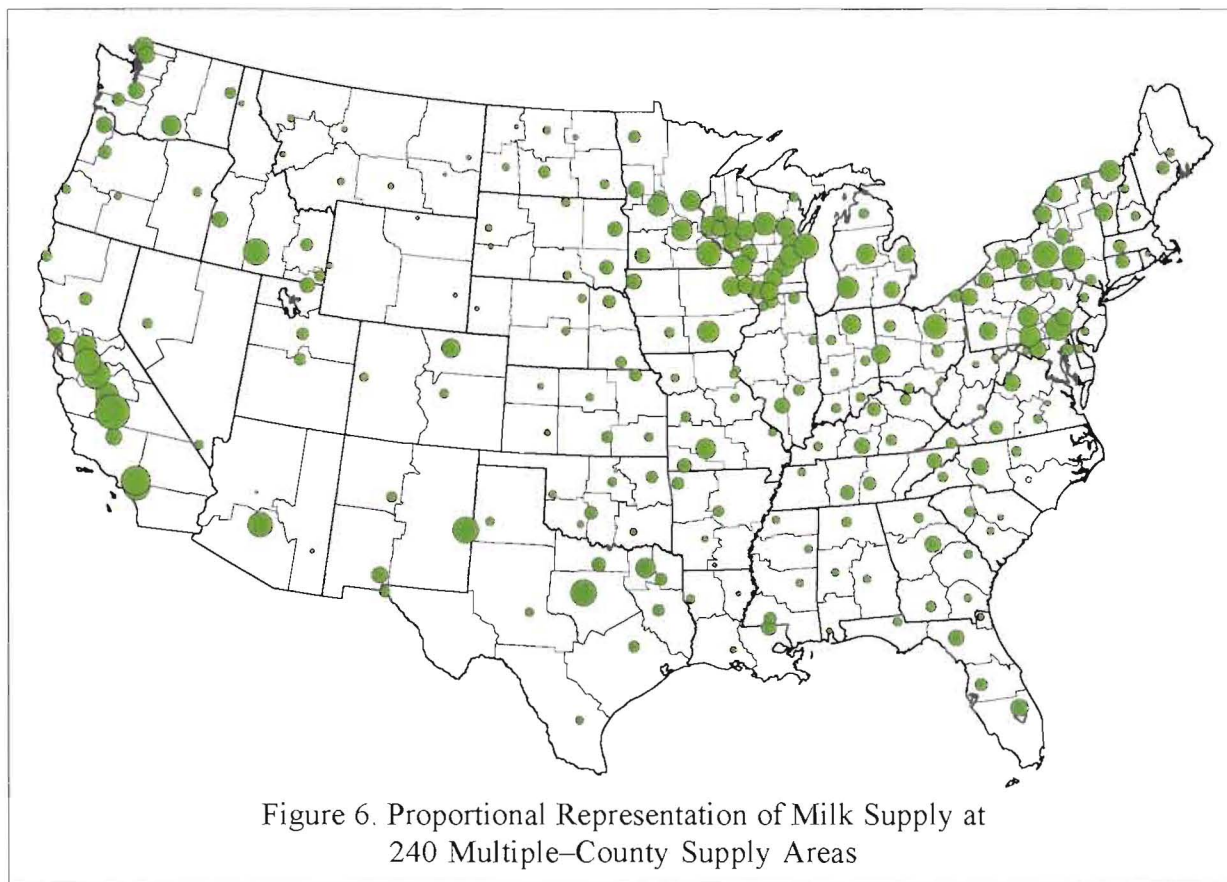 Figure 6. Proportional Representation of Milk Supply at
240 Multiple–County Supply Areas